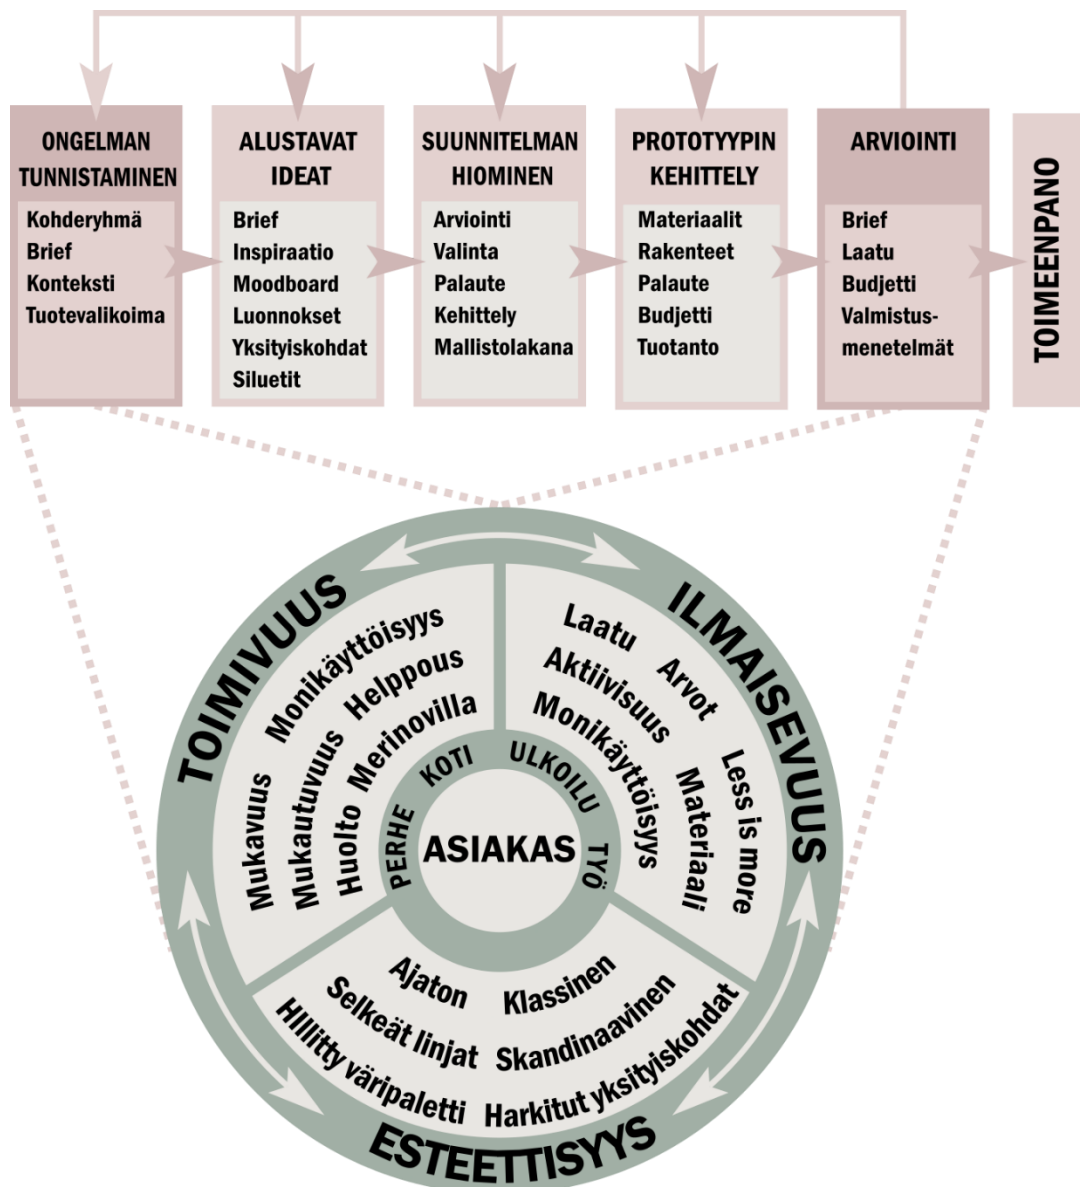 ONGELMAN
TUNNISTAMINEN
Kohderyhmä
Brief
Konteksti
Tuotevalikoima
ALUSTAVAT
IDEAT
Brief
Inspiraatio
Moodboard
Luonnokset
Yksityiskohdat
Siluetit
SUUNNITELMAN
HIOMINEN
Arviointi
Valinta
Palaute
Kehittely
Mallistolakana
PROTOTYYPIN
KEHITTELY
Materiaalit
Rakenteet
Palaute
Budjetti
Tuotanto
ARVIOINTI
Brief
Laatu
Budjetti
Valmistus-
menetelmät
TOIMEENPANO
TOIMIVUUS
Monikäyttöisyys
Helppous
Merinovilla
Mukavuus
Mukautuvuus
Huolto
ILMAISEVUUS
Laatu
Arvot
Aktiivisuus
Monikäyttöisyys
Less is more
Materiaali
PERHE
KOTI
ULKOILU
TYÖ
ASIAKAS
Ajaton
Klassinen
Selkeät linjat
Skandinaavinen
HIllitty väripaletti
Harkitut yksityiskohdat
ESTEETTISYYS